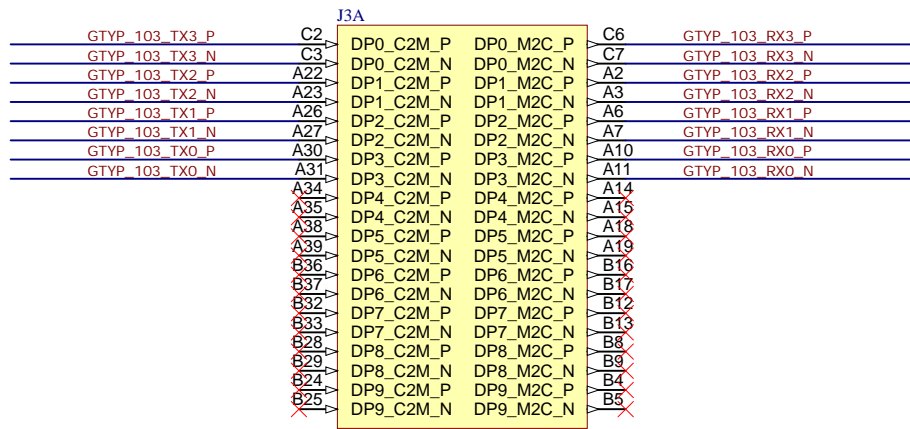 J3A
GTYP_103_TX3_P C2 DP0_C2M_P DP0_M2C_P C6 GTYP_103_RX3_P
GTYP_103_TX3_N C3 DP0_C2M_N DP0_M2C_N C7 GTYP_103_RX3_N
GTYP_103_TX2_P A22 DP1_C2M_P DP1_M2C_P A2 GTYP_103_RX2_P
GTYP_103_TX2_N A23 DP1_C2M_N DP1_M2C_N A3 GTYP_103_RX2_N
GTYP_103_TX1_P A26 DP2_C2M_P DP2_M2C_P A6 GTYP_103_RX1_P
GTYP_103_TX1_N A27 DP2_C2M_N DP2_M2C_N A7 GTYP_103_RX1_N
GTYP_103_TX0_P A30 DP3_C2M_P DP3_M2C_P A10 GTYP_103_RX0_P
GTYP_103_TX0_N A31 DP3_C2M_N DP3_M2C_N A11 GTYP_103_RX0_N
A34 DP4_C2M_P DP4_M2C_P A14
A35 DP4_C2M_N DP4_M2C_N A15
A38 DP5_C2M_P DP5_M2C_P A18
A39 DP5_C2M_N DP5_M2C_N A19
B36 DP6_C2M_P DP6_M2C_P B16
B37 DP6_C2M_N DP6_M2C_N B17
B32 DP7_C2M_P DP7_M2C_P B12
B33 DP7_C2M_N DP7_M2C_N B13
B28 DP8_C2M_P DP8_M2C_P B8
B29 DP8_C2M_N DP8_M2C_N B9
B24 DP9_C2M_P DP9_M2C_P B4
B25 DP9_C2M_N DP9_M2C_N B5